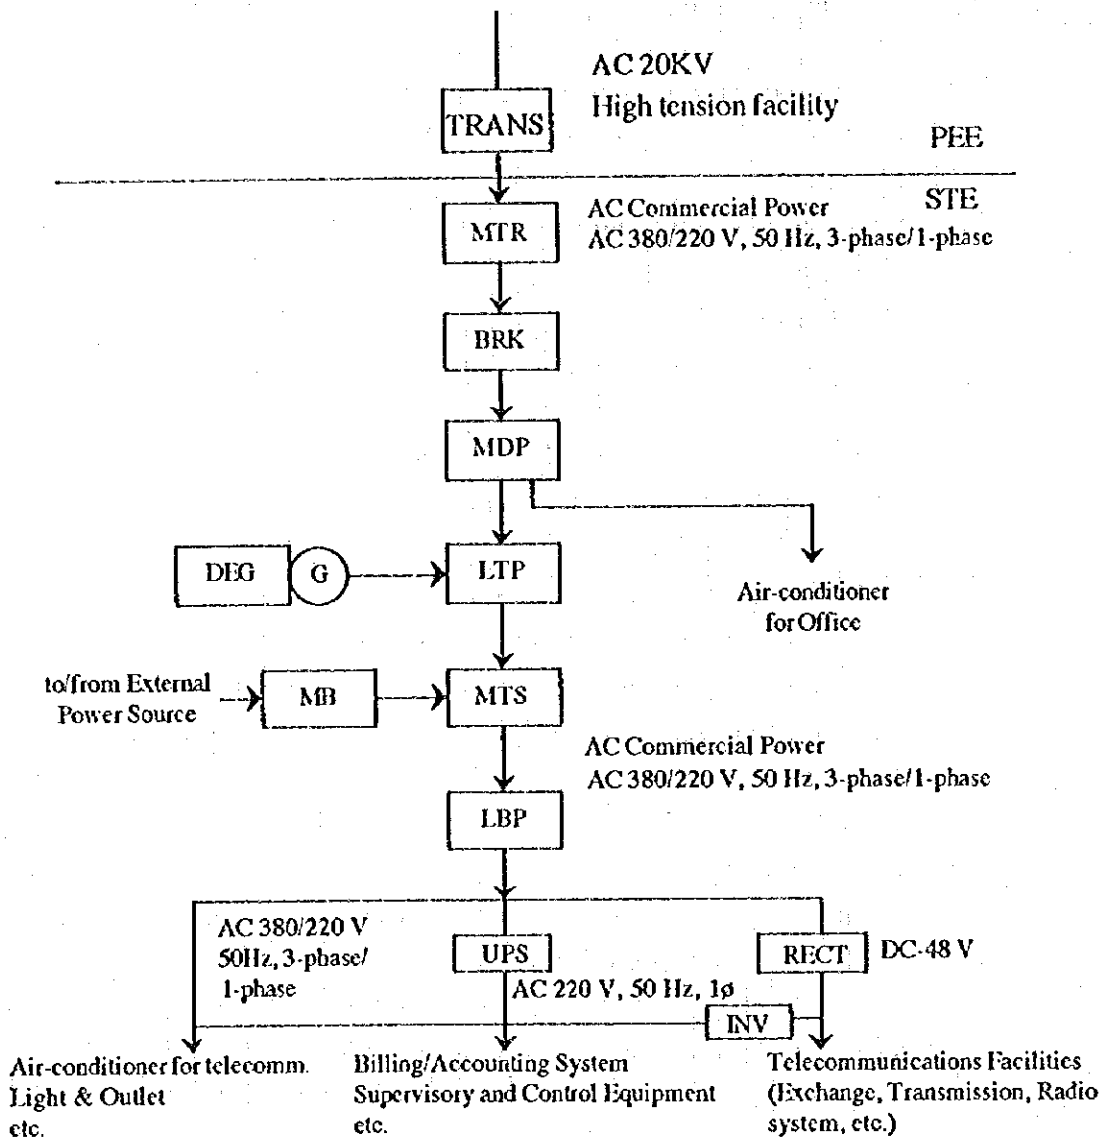 AC 20KV
High tension facility
TRANS
PEE
STE
AC Commercial Power
AC 380/220 V, 50 Hz, 3-phase/1-phase
MTR
BRK
MDP
DEG
G
LTP
Air-conditioner
for Office
to/from External
Power Source
MB
MTS
AC Commercial Power
AC 380/220 V, 50 Hz, 3-phase/1-phase
LBP
AC 380/220 V
50Hz, 3-phase/
1-phase
UPS
RECT
DC-48 V
AC 220 V, 50 Hz, 1ø
INV
Air-conditioner for telecomm.
Light & Outlet
etc.
Billing/Accounting System
Supervisory and Control Equipment
etc.
Telecommunications Facilities
(Exchange, Transmission, Radio
system, etc.)